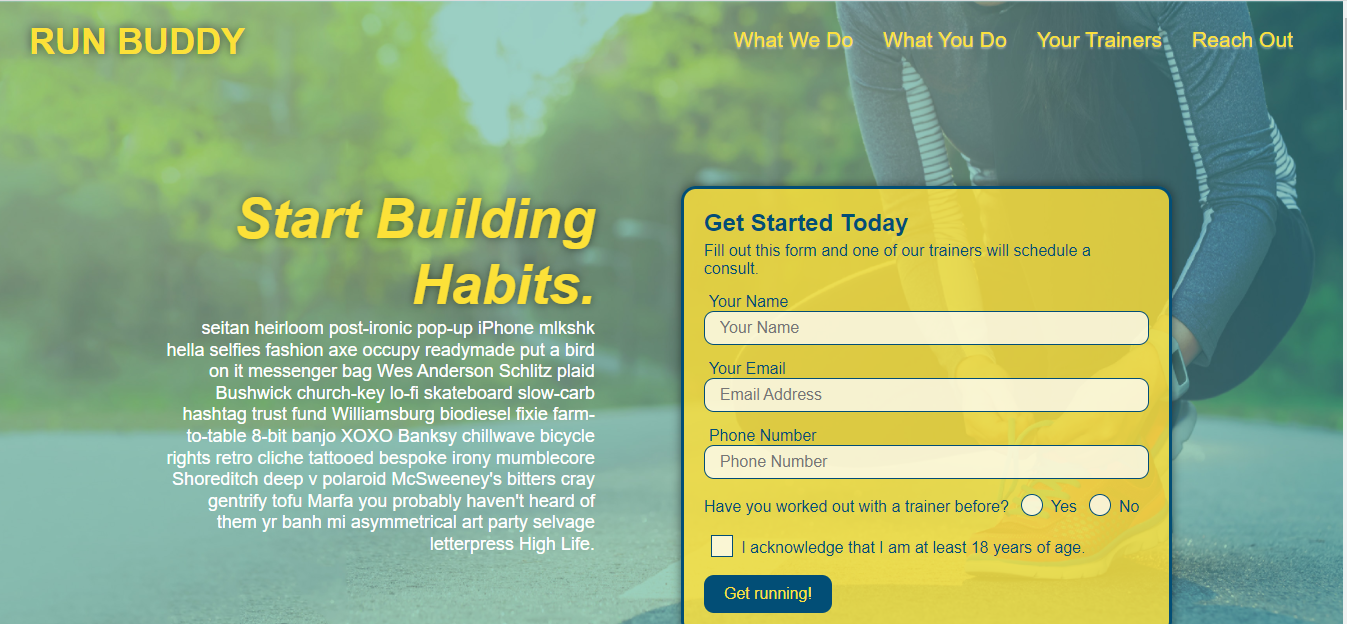 RUN BUDDY
What We Do What You Do Your Trainers Reach Out
Start Building
Habits.
seitan heirloom post-ironic pop-up iPhone mlkshk
hella selfies fashion axe occupy readymade put a bird
on it messenger bag Wes Anderson Schlitz plaid
Bushwick church-key lo-fi skateboard slow-carb
hashtag trust fund Williamsburg biodiesel fixie farm-
to-table 8-bit banjo XOXO Banksy chillwave bicycle
rights retro cliche tattooed bespoke irony mumblecore
Shoreditch deep v polaroid McSweeney's bitters cray
gentrify tofu Marfa you probably haven't heard of
them yr banh mi asymmetrical art party selvage
letterpress High Life.
Get Started Today
Fill out this form and one of our trainers will schedule a
consult.
Your Name
Your Name
Your Email
Email Address
Phone Number
Phone Number
Have you worked out with a trainer before? Yes No
I acknowledge that I am at least 18 years of age.
Get running!